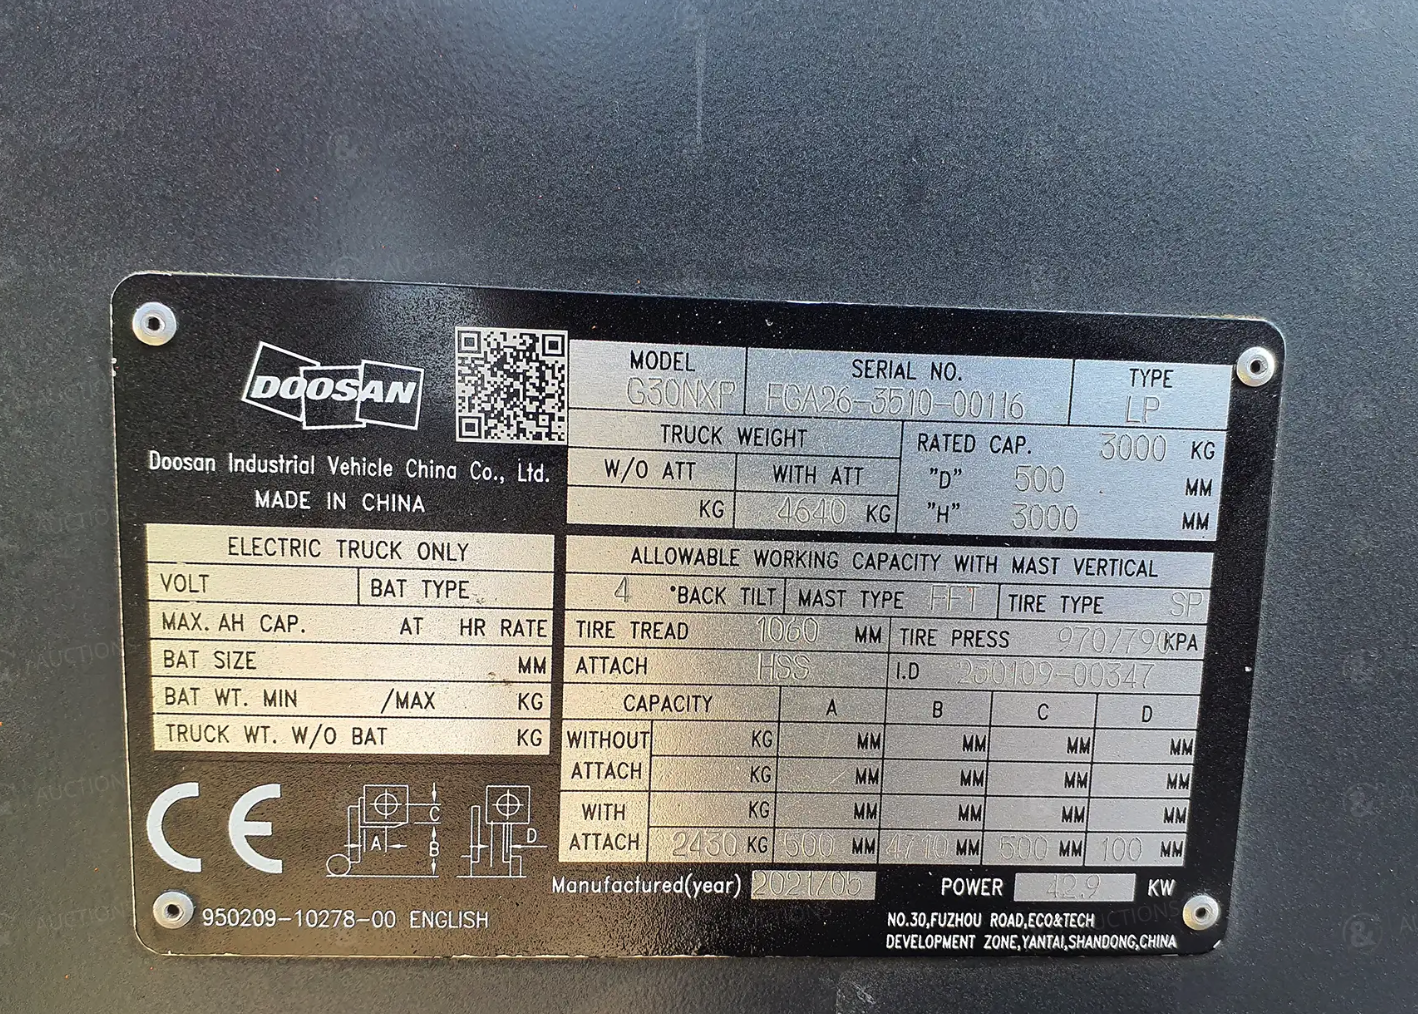 DOOSAN
Doosan Industrial Vehicle China Co., Ltd.
MADE IN CHINA
MODEL SERIAL NO. TYPE
G30NXP FGA26-3510-00116 LP
TRUCK WEIGHT
W/O ATT WITH ATT
KG 4640 KG
RATED CAP. 3000 KG
"D" 500 MM
"H" 3000 MM
ELECTRIC TRUCK ONLY
VOLT BAT TYPE
MAX. AH CAP. AT HR RATE
BAT SIZE MM
BAT WT. MIN /MAX KG
TRUCK WT. W/O BAT KG
ALLOWABLE WORKING CAPACITY WITH MAST VERTICAL
4 °BACK TILT MAST TYPE FFT TIRE TYPE SP
TIRE TREAD 1060 MM TIRE PRESS 970/790KPA
ATTACH HSS I.D 250109-00347
CAPACITY A B C D
WITHOUT KG MM MM MM MM
ATTACH KG MM MM MM MM
WITH KG MM MM MM MM
ATTACH 2430 KG 500 MM 4710 MM 500 MM 100 MM
CE
A C B D
Manufactured(year) 2021/05 POWER 42.9 KW
950209-10278-00 ENGLISH
NO.30,FUZHOU ROAD,ECO&TECH
DEVELOPMENT ZONE,YANTAI,SHANDONG,CHINA
& AUCTIONS